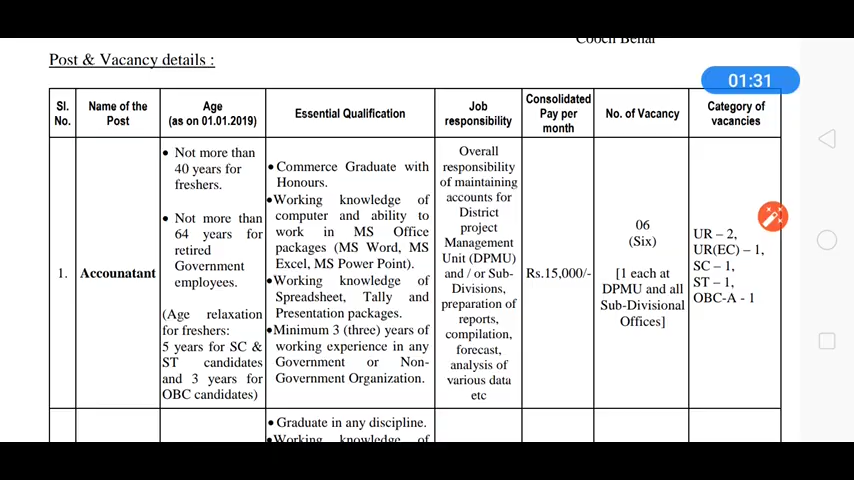 Cooch Behar
Post & Vacancy details :
01:31
Sl. No.
Name of the Post
Age (as on 01.01.2019)
Essential Qualification
Job responsibility
Consolidated Pay per month
No. of Vacancy
Category of vacancies
1.
Accounatant
• Not more than
40 years for
freshers.
• Not more than
64 years for
retired
Government
employees.
(Age relaxation
for freshers:
5 years for SC &
ST candidates
and 3 years for
OBC candidates)
• Commerce Graduate with
Honours.
• Working knowledge of
computer and ability to
work in MS Office
packages (MS Word, MS
Excel, MS Power Point).
• Working knowledge of
Spreadsheet, Tally and
Presentation packages.
• Minimum 3 (three) years of
working experience in any
Government or Non-
Government Organization.
Overall
responsibility
of maintaining
accounts for
District
project
Management
Unit (DPMU)
and / or Sub-
Divisions,
preparation of
reports,
compilation,
forecast,
analysis of
various data
etc
Rs.15,000/-
06
(Six)
[1 each at
DPMU and all
Sub-Divisional
Offices]
UR – 2,
UR(EC) – 1,
SC – 1,
ST – 1,
OBC-A - 1
• Graduate in any discipline.
• Working knowledge of